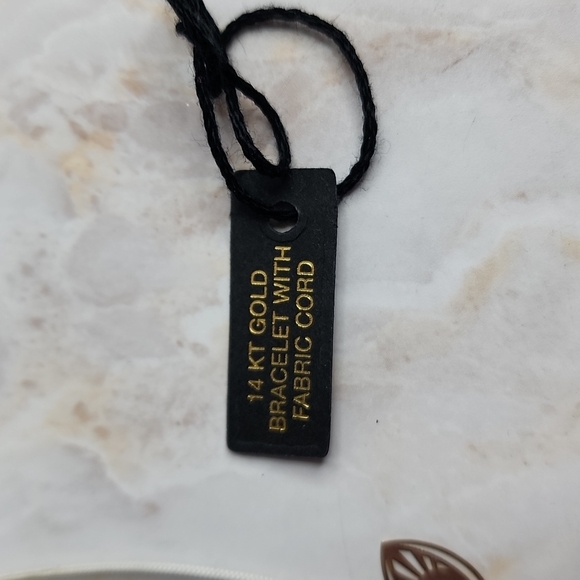 14 KT GOLD
BRACELET WITH
FABRIC CORD